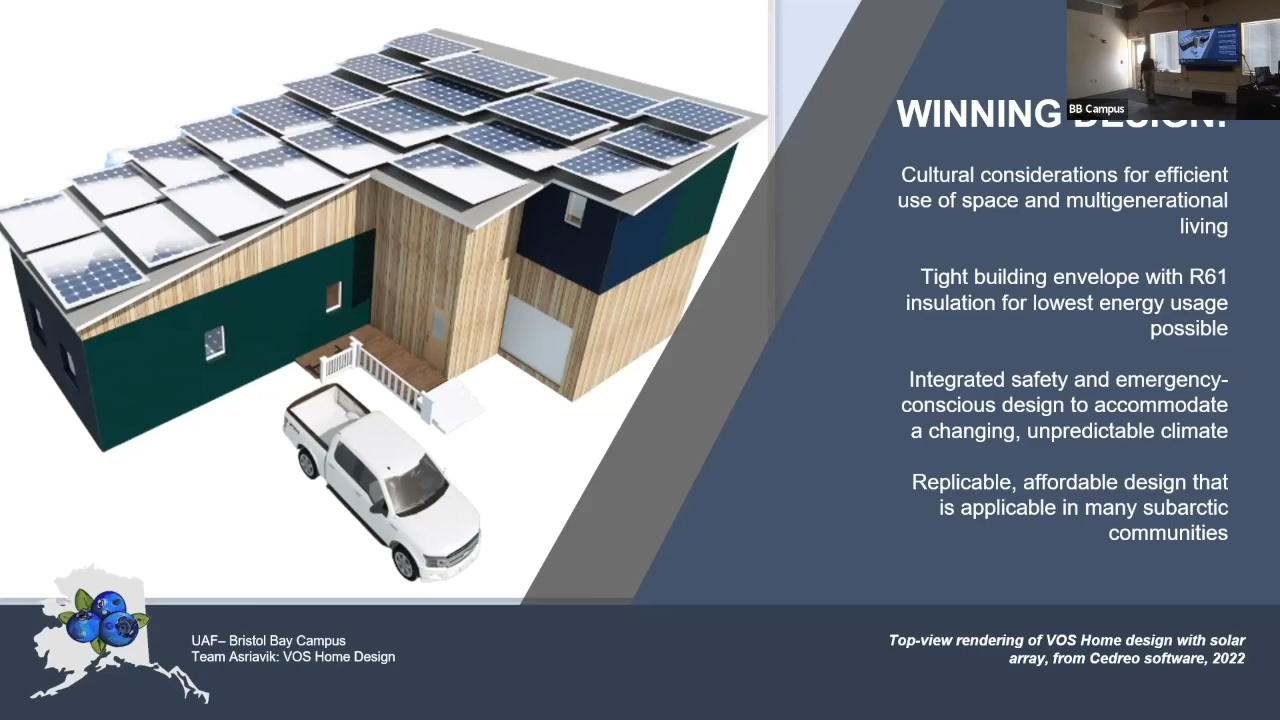 BB Campus
WINNING DESIGN:
Cultural considerations for efficient
use of space and multigenerational
living
Tight building envelope with R61
insulation for lowest energy usage
possible
Integrated safety and emergency-
conscious design to accommodate
a changing, unpredictable climate
Replicable, affordable design that
is applicable in many subarctic
communities
UAF– Bristol Bay Campus
Team Asriavik: VOS Home Design
Top-view rendering of VOS Home design with solar
array, from Cedreo software, 2022